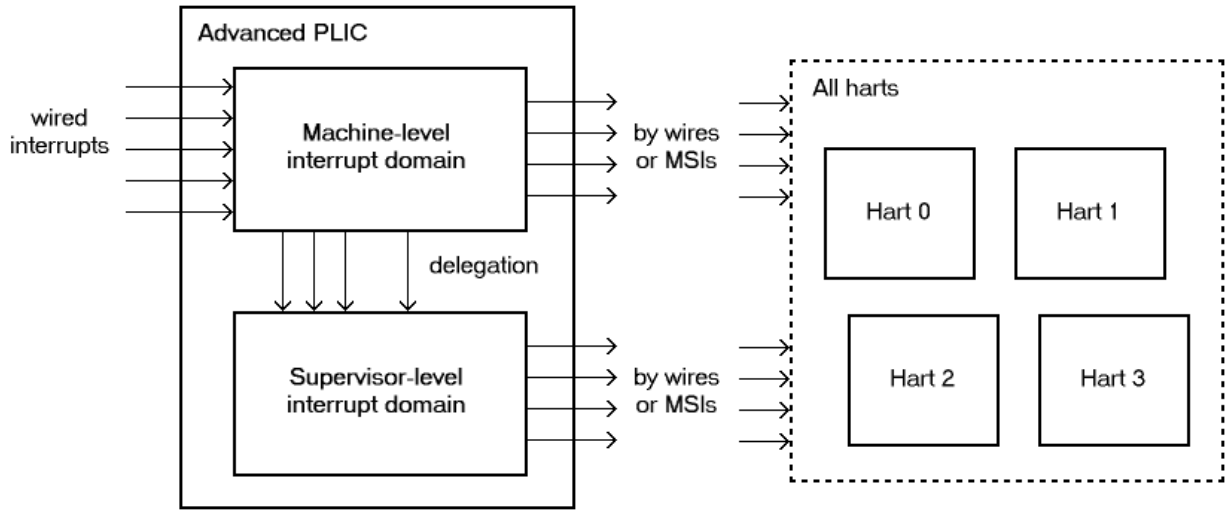 Advanced PLIC
wired
interrupts
Machine-level
interrupt domain
by wires
or MSIs
All harts
Hart 0
Hart 1
delegation
Supervisor-level
interrupt domain
by wires
or MSIs
Hart 2
Hart 3